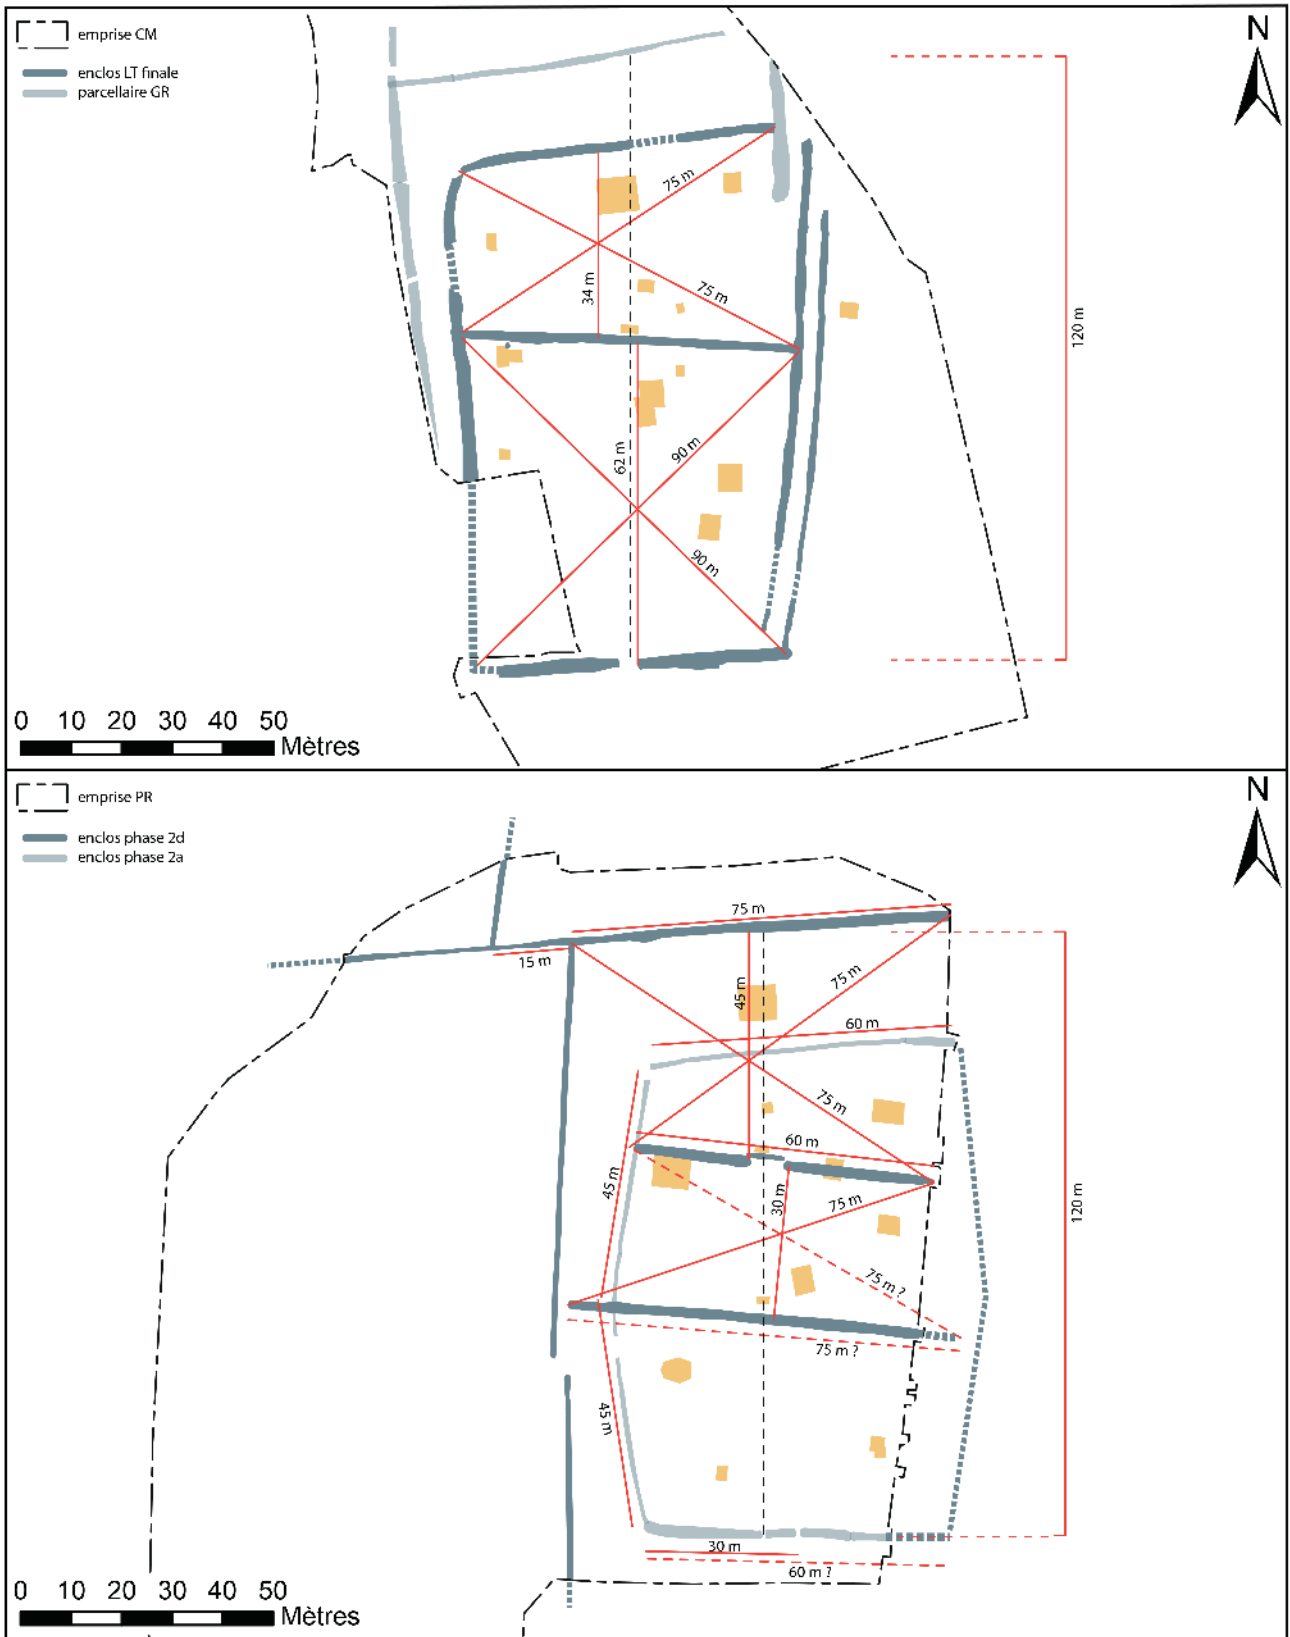 emprise CM
enclos LT finale
parcellaire GR
N
75 m
34 m
75 m
120 m
62 m
90 m
90 m
0 10 20 30 40 50
Mètres
emprise PR
enclos phase 2d
enclos phase 2a
N
75 m
15 m
45 m
75 m
60 m
75 m
60 m
45 m
30 m
75 m
120 m
75 m ?
75 m ?
45 m
30 m
60 m ?
0 10 20 30 40 50
Mètres